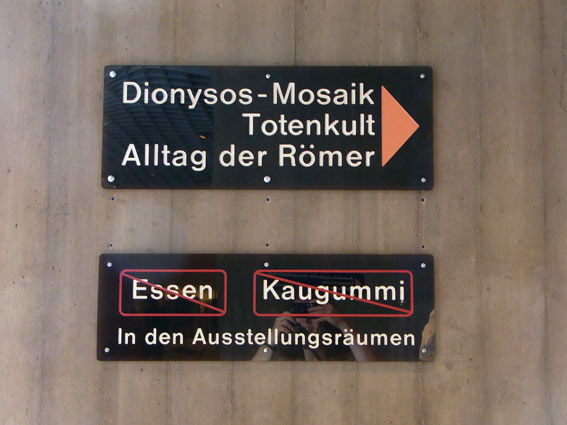 Dionysos-Mosaik
Totenkult
Alltag der Römer
Essen Kaugummi
In den Ausstellungsräumen